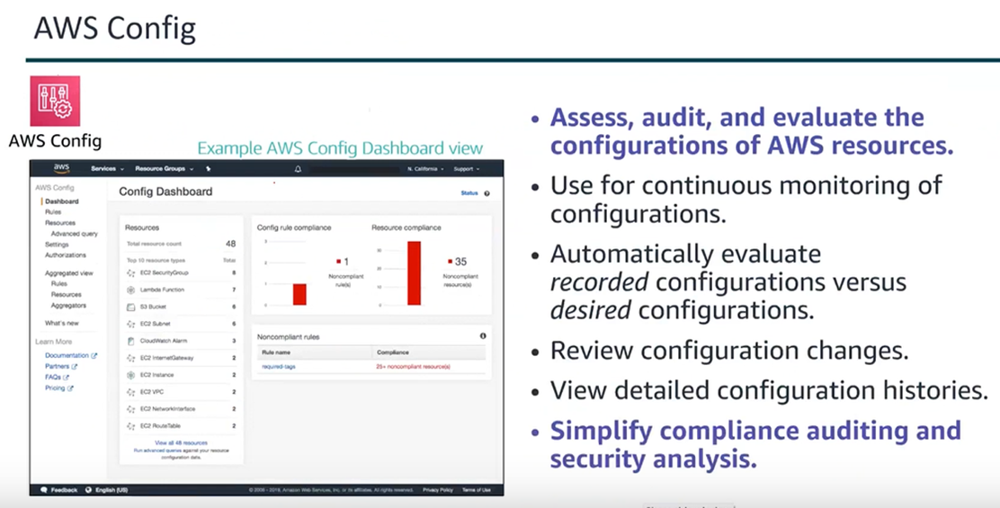 AWS Config
AWS Config
Example AWS Config Dashboard view
aws Services Resource Groups N. California Support
AWS Config
Dashboard
Rules
Resources
Advanced query
Settings
Authorizations
Aggregated view
Rules
Resources
Aggregators
What's new
Learn More
Documentation
Partners
FAQs
Pricing
Config Dashboard
Status
Resources
Total resource count 48
Top 10 resource types Total
EC2 SecurityGroup 8
Lambda Function 7
S3 Bucket 6
EC2 Subnet 6
CloudWatch Alarm 3
EC2 InternetGateway 2
EC2 Instance 2
EC2 VPC 2
EC2 NetworkInterface 2
EC2 RouteTable 2
View all 48 resources
Run advanced queries against your resource
configuration data.
Config rule compliance
3
2
1
0
1
Noncompliant
rule(s)
Resource compliance
30
20
10
0
35
Noncompliant
resource(s)
Noncompliant rules
Rule name Compliance
required-tags 25+ noncompliant resource(s)
Feedback English (US) Amazon Web Services, Inc. or its affiliates. All rights reserved. Privacy Policy Terms of Use
• Assess, audit, and evaluate the
configurations of AWS resources.
• Use for continuous monitoring of
configurations.
• Automatically evaluate
recorded configurations versus
desired configurations.
• Review configuration changes.
• View detailed configuration histories.
• Simplify compliance auditing and
security analysis.